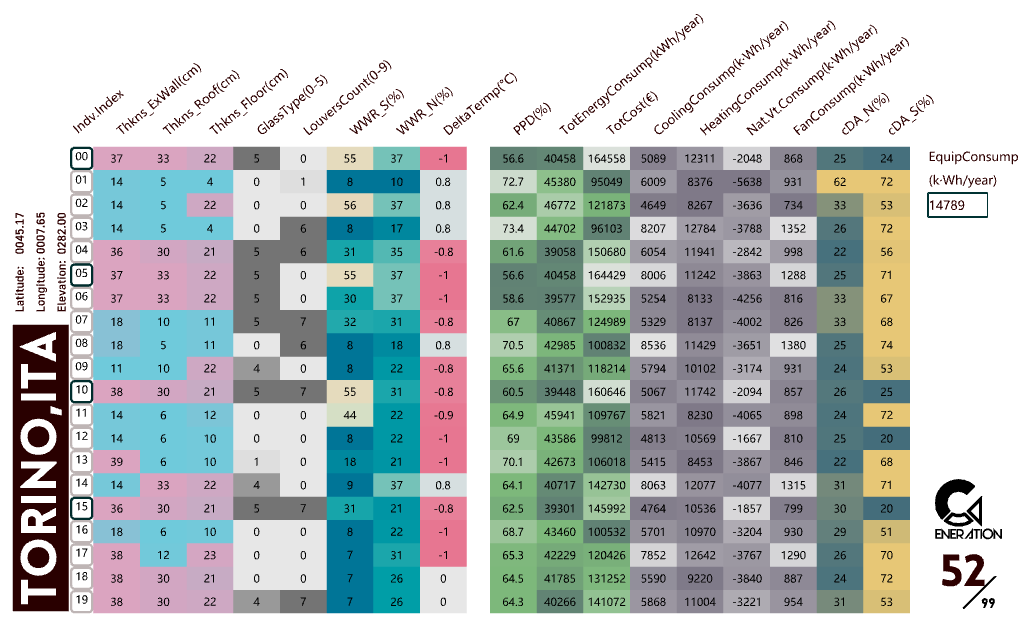 Indv.Index Thkns_ExWall(cm) Thkns_Roof(cm) Thkns_Floor(cm) GlassType(0-5) LouversCount(0-9) WWR_S(%) WWR_N(%) DeltaTermp(°C) PPD(%) TotEnergyConsump(kWh/year) TotCost(€) CoolingConsump(k·Wh/year) HeatingConsump(k·Wh/year) Nat.Vt.Consump(k·Wh/year) FanConsump(k·Wh/year) cDA_N(%) cDA_S(%)
00 37 33 22 5 0 55 37 -1 56.6 40458 164558 5089 12311 -2048 868 25 24
01 14 5 4 0 1 8 10 0.8 72.7 45380 95049 6009 8376 -5638 931 62 72
02 14 5 22 0 0 56 37 0.8 62.4 46772 121873 4649 8267 -3636 734 33 53
03 14 5 4 0 6 8 17 0.8 73.4 44702 96103 8207 12784 -3788 1352 26 72
04 36 30 21 5 6 31 35 -0.8 61.6 39058 150680 6054 11941 -2842 998 22 56
05 37 33 22 5 0 55 37 -1 56.6 40458 164429 8006 11242 -3863 1288 25 71
06 37 33 22 5 0 30 37 -1 58.6 39577 152935 5254 8133 -4256 816 33 67
07 18 10 11 5 7 32 31 -0.8 67 40867 124989 5329 8137 -4002 826 33 68
08 18 5 11 0 6 8 18 0.8 70.5 42985 100832 8536 11429 -3651 1380 25 74
09 11 10 22 4 0 8 22 -0.8 65.6 41371 118214 5794 10102 -3174 931 24 53
10 38 30 21 5 7 55 31 -0.8 60.5 39448 160646 5067 11742 -2094 857 26 25
11 14 6 12 0 0 44 22 -0.9 64.9 45941 109767 5821 8230 -4065 898 24 72
12 14 6 10 0 0 8 22 -1 69 43586 99812 4813 10569 -1667 810 25 20
13 39 6 10 1 0 18 21 -1 70.1 42673 106018 5415 8453 -3867 846 22 68
14 14 33 22 4 0 9 37 0.8 64.1 40717 142730 8063 12077 -4077 1315 31 71
15 36 30 21 5 7 31 21 -0.8 62.5 39301 145992 4764 10536 -1857 799 30 20
16 18 6 10 0 0 8 22 -1 68.7 43460 100532 5701 10970 -3204 930 29 51
17 38 12 23 0 0 7 31 -1 65.3 42229 120426 7852 12642 -3767 1290 26 70
18 38 30 21 0 0 7 26 0 64.5 41785 131252 5590 9220 -3840 887 24 72
19 38 30 22 4 7 7 26 0 64.3 40266 141072 5868 11004 -3221 954 31 53
EquipConsump
(k·Wh/year)
14789
Latitude: 0045.17
Longitude: 0007.65
Elevation: 0282.00
TORINO,ITA
GENERATION
52/99